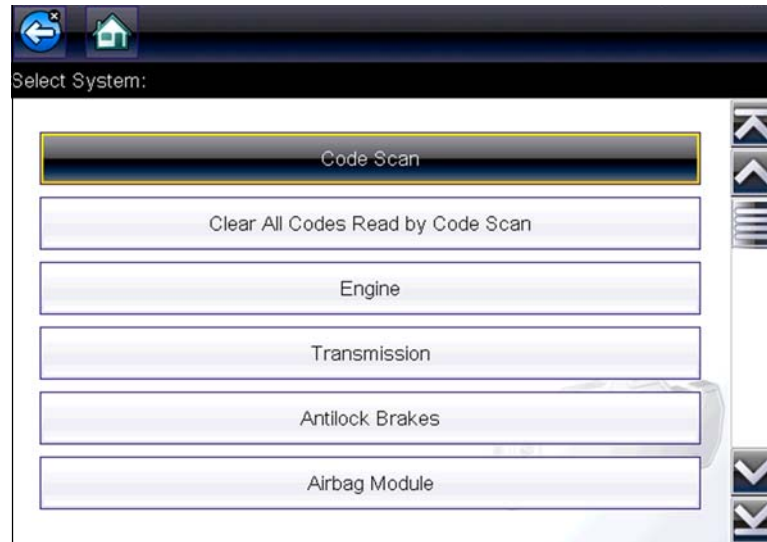 Select System:
Code Scan
Clear All Codes Read by Code Scan
Engine
Transmission
Antilock Brakes
Airbag Module